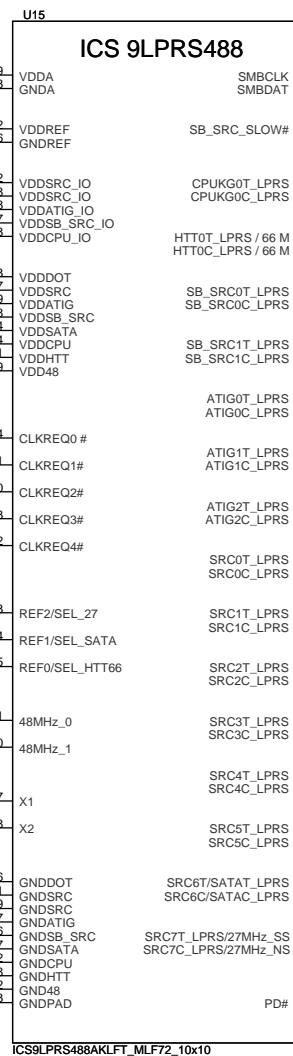 U15
ICS 9LPRS488
VDDA SMBCLK
GNDA SMBDAT
VDDREF SB_SRC_SLOW#
GNDREF
VDDSRC_IO CPUKG0T_LPRS
VDDSRC_IO CPUKG0C_LPRS
VDDATIG_IO
VDDSB_SRC_IO
VDDCPU_IO HTT0T_LPRS / 66 M
HTT0C_LPRS / 66 M
VDDDOT
VDDSRC SB_SRC0T_LPRS
VDDATIG SB_SRC0C_LPRS
VDDSB_SRC
VDDSATA
VDDCPU SB_SRC1T_LPRS
VDDHTT SB_SRC1C_LPRS
VDD48
ATIG0T_LPRS
ATIG0C_LPRS
CLKREQ0 #
ATIG1T_LPRS
CLKREQ1# ATIG1C_LPRS
CLKREQ2#
ATIG2T_LPRS
CLKREQ3# ATIG2C_LPRS
CLKREQ4#
SRC0T_LPRS
SRC0C_LPRS
REF2/SEL_27 SRC1T_LPRS
SRC1C_LPRS
REF1/SEL_SATA
REF0/SEL_HTT66 SRC2T_LPRS
SRC2C_LPRS
48MHz_0 SRC3T_LPRS
SRC3C_LPRS
48MHz_1
SRC4T_LPRS
SRC4C_LPRS
X1
X2 SRC5T_LPRS
SRC5C_LPRS
GNDDOT SRC6T/SATAT_LPRS
GNDSRC SRC6C/SATAC_LPRS
GNDSRC
GNDATIG
GNDSB_SRC SRC7T_LPRS/27MHz_SS
GNDSATA SRC7C_LPRS/27MHz_NS
GNDCPU
GNDHTT
GND48
GNDPAD PD#
ICS9LPRS488AKLFT_MLF72_10x10